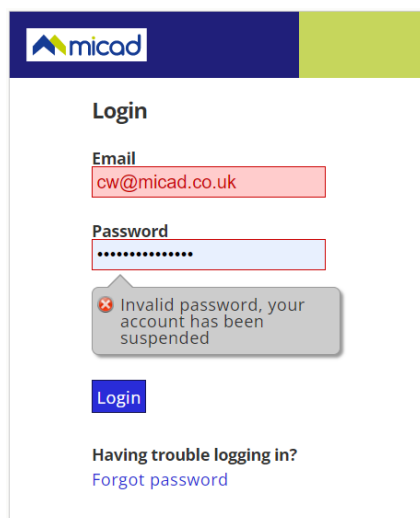 micad
Login
Email
cw@micad.co.uk
Password
•••••••••••••••
Invalid password, your
account has been
suspended
Login
Having trouble logging in?
Forgot password